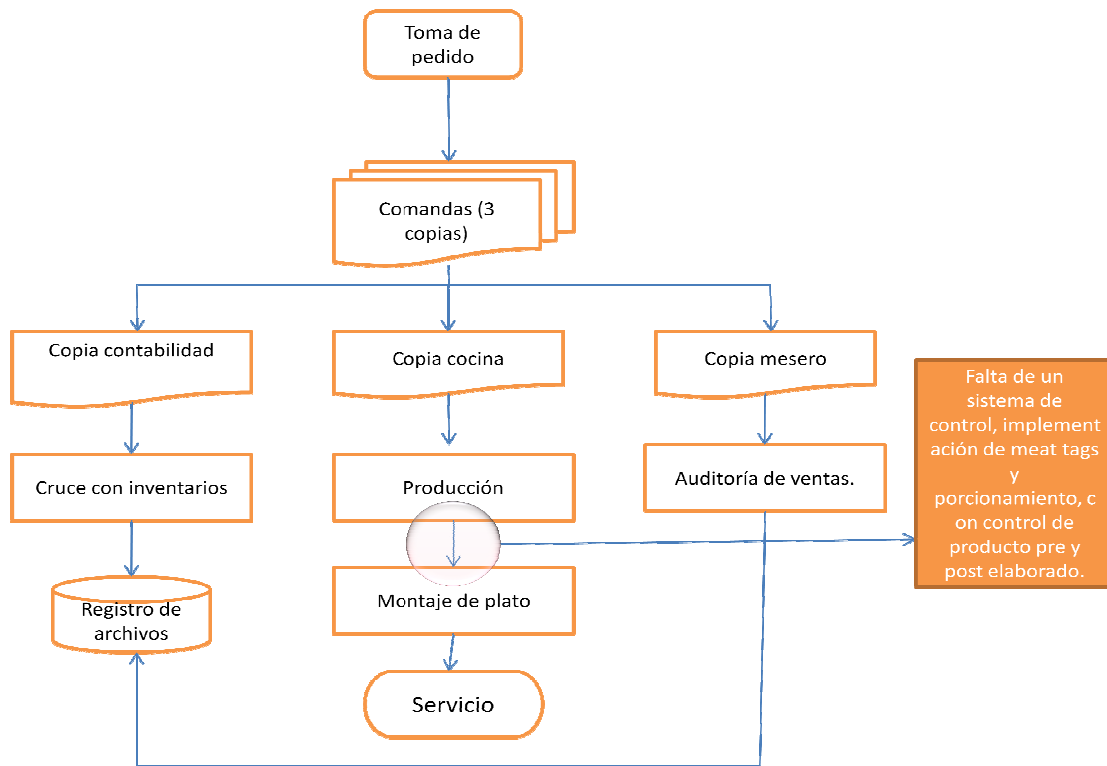 Toma de
pedido
Comandas (3
copias)
Copia contabilidad
Copia cocina
Copia mesero
Falta de un
sistema de
control, implement
ación de meat tags
y
porcionamiento, c
on control de
producto pre y
post elaborado.
Cruce con inventarios
Producción
Auditoría de ventas.
Registro de
archivos
Montaje de plato
Servicio